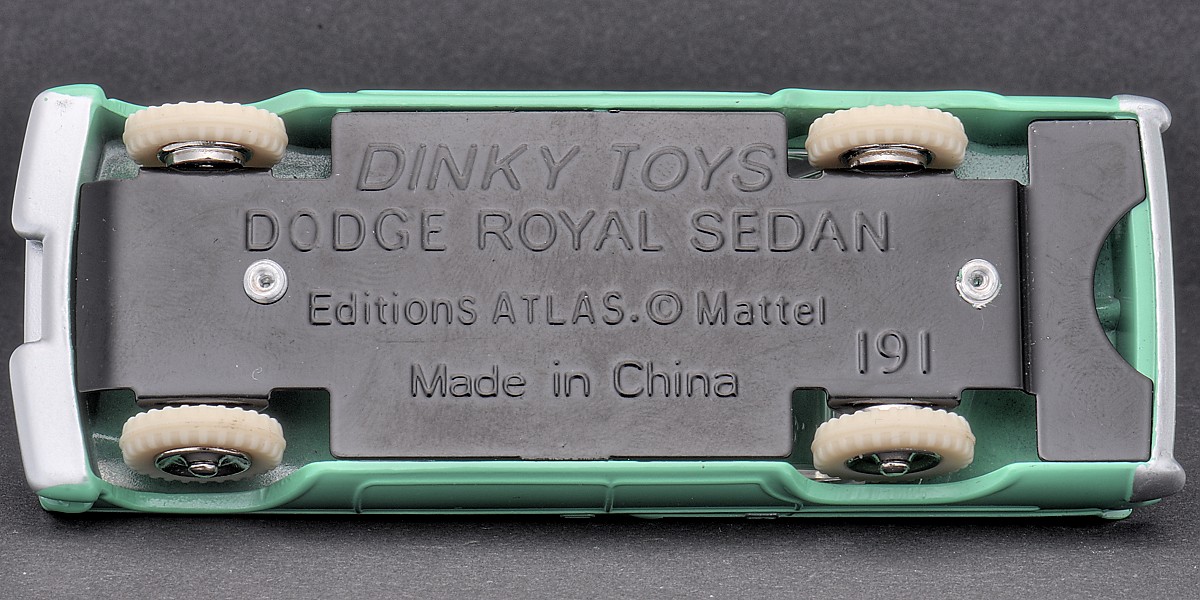 DINKY TOYS
DODGE ROYAL SEDAN
Editions ATLAS.© Mattel
191
Made in China